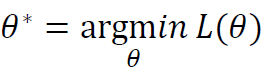 θ* = argmin L(θ)
θ